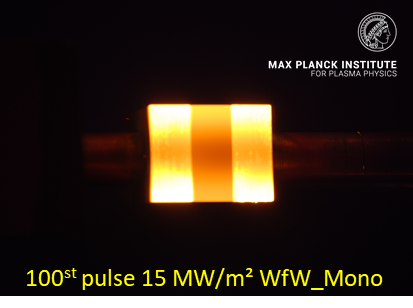 MAX PLANCK INSTITUTE
FOR PLASMA PHYSICS
100st pulse 15 MW/m² WfW_Mono